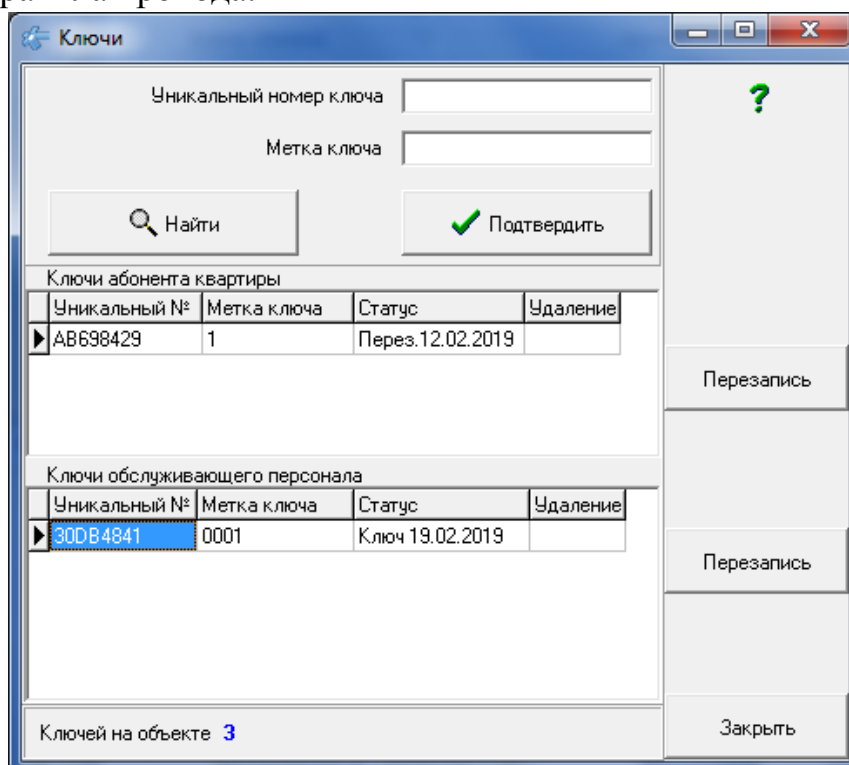 Ключи
Уникальный номер ключа
?
Метка ключа
Найти
Подтвердить
Ключи абонента квартиры
Уникальный № Метка ключа Статус Удаление
AB698429 1 Перез.12.02.2019
Перезапись
Ключи обслуживающего персонала
Уникальный № Метка ключа Статус Удаление
30DB4841 0001 Ключ 19.02.2019
Перезапись
Ключей на объекте 3
Закрыть